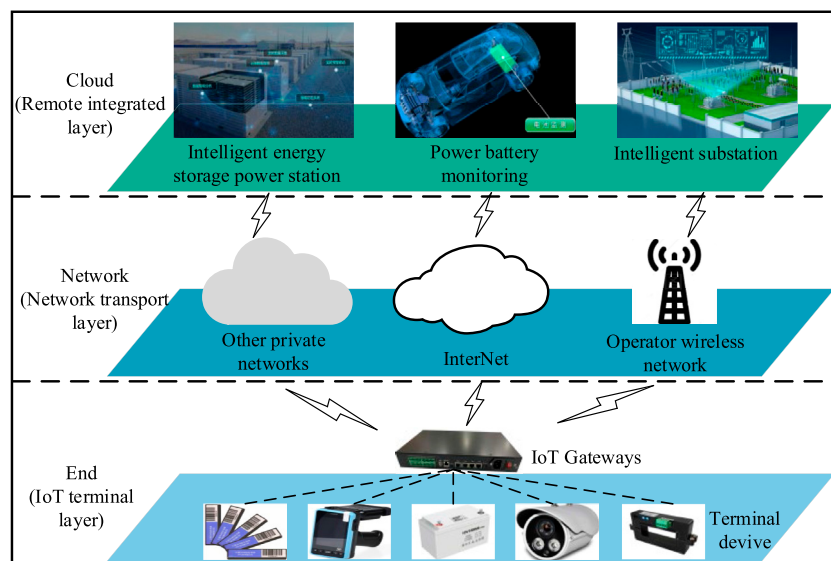 Cloud
(Remote integrated
layer)
Intelligent energy
storage power station
Power battery
monitoring
Intelligent substation
Network
(Network transport
layer)
Other private
networks
InterNet
Operator wireless
network
End
(IoT terminal
layer)
IoT Gateways
Terminal
devive